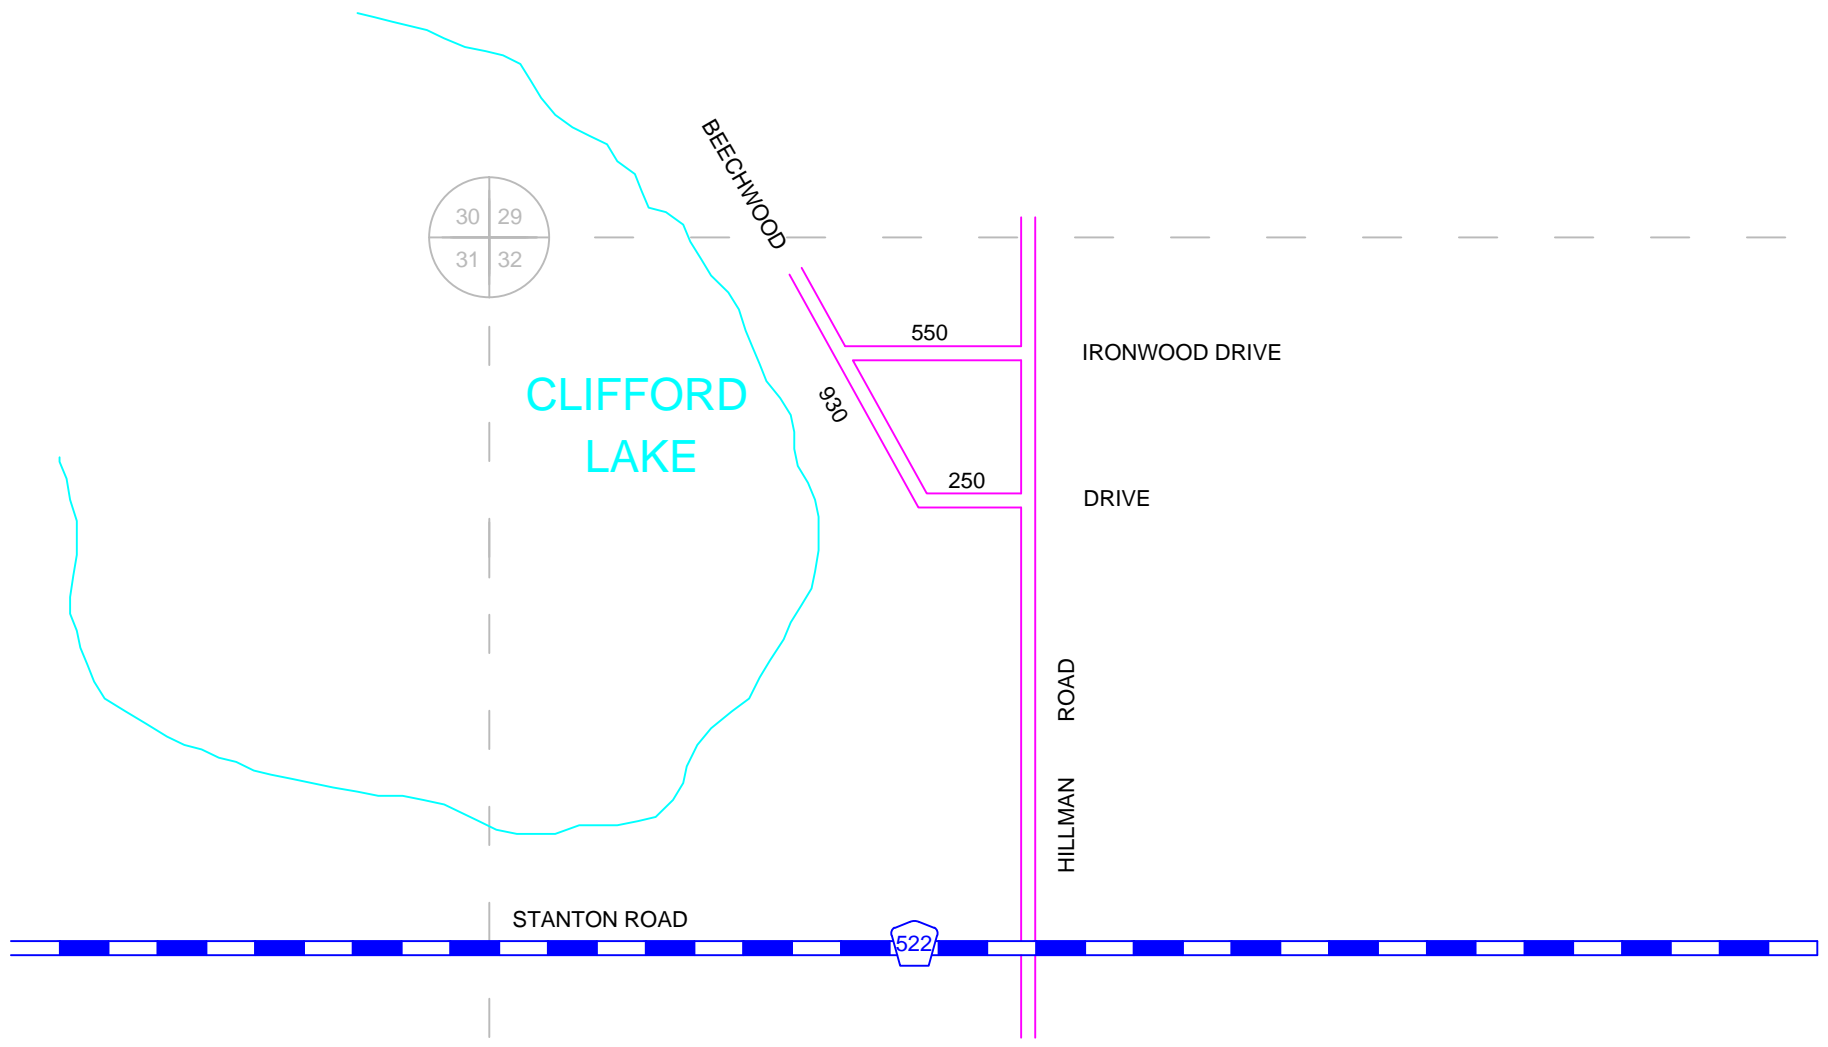 BEECHWOOD
30 29
31 32
550
IRONWOOD DRIVE
CLIFFORD
LAKE
930
250
DRIVE
HILLMAN ROAD
STANTON ROAD
522